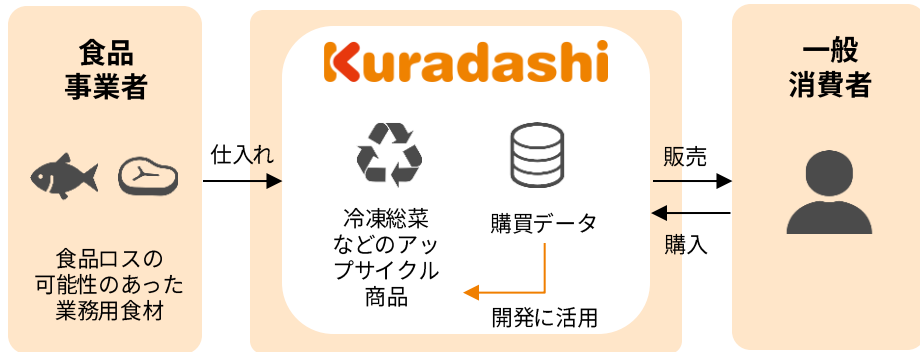 食品
事業者
食品ロスの
可能性のあった
業務用食材
仕入れ
Kuradashi
冷凍総菜
などのアッ
プサイクル
商品
購買データ
開発に活用
販売
購入
一般
消費者